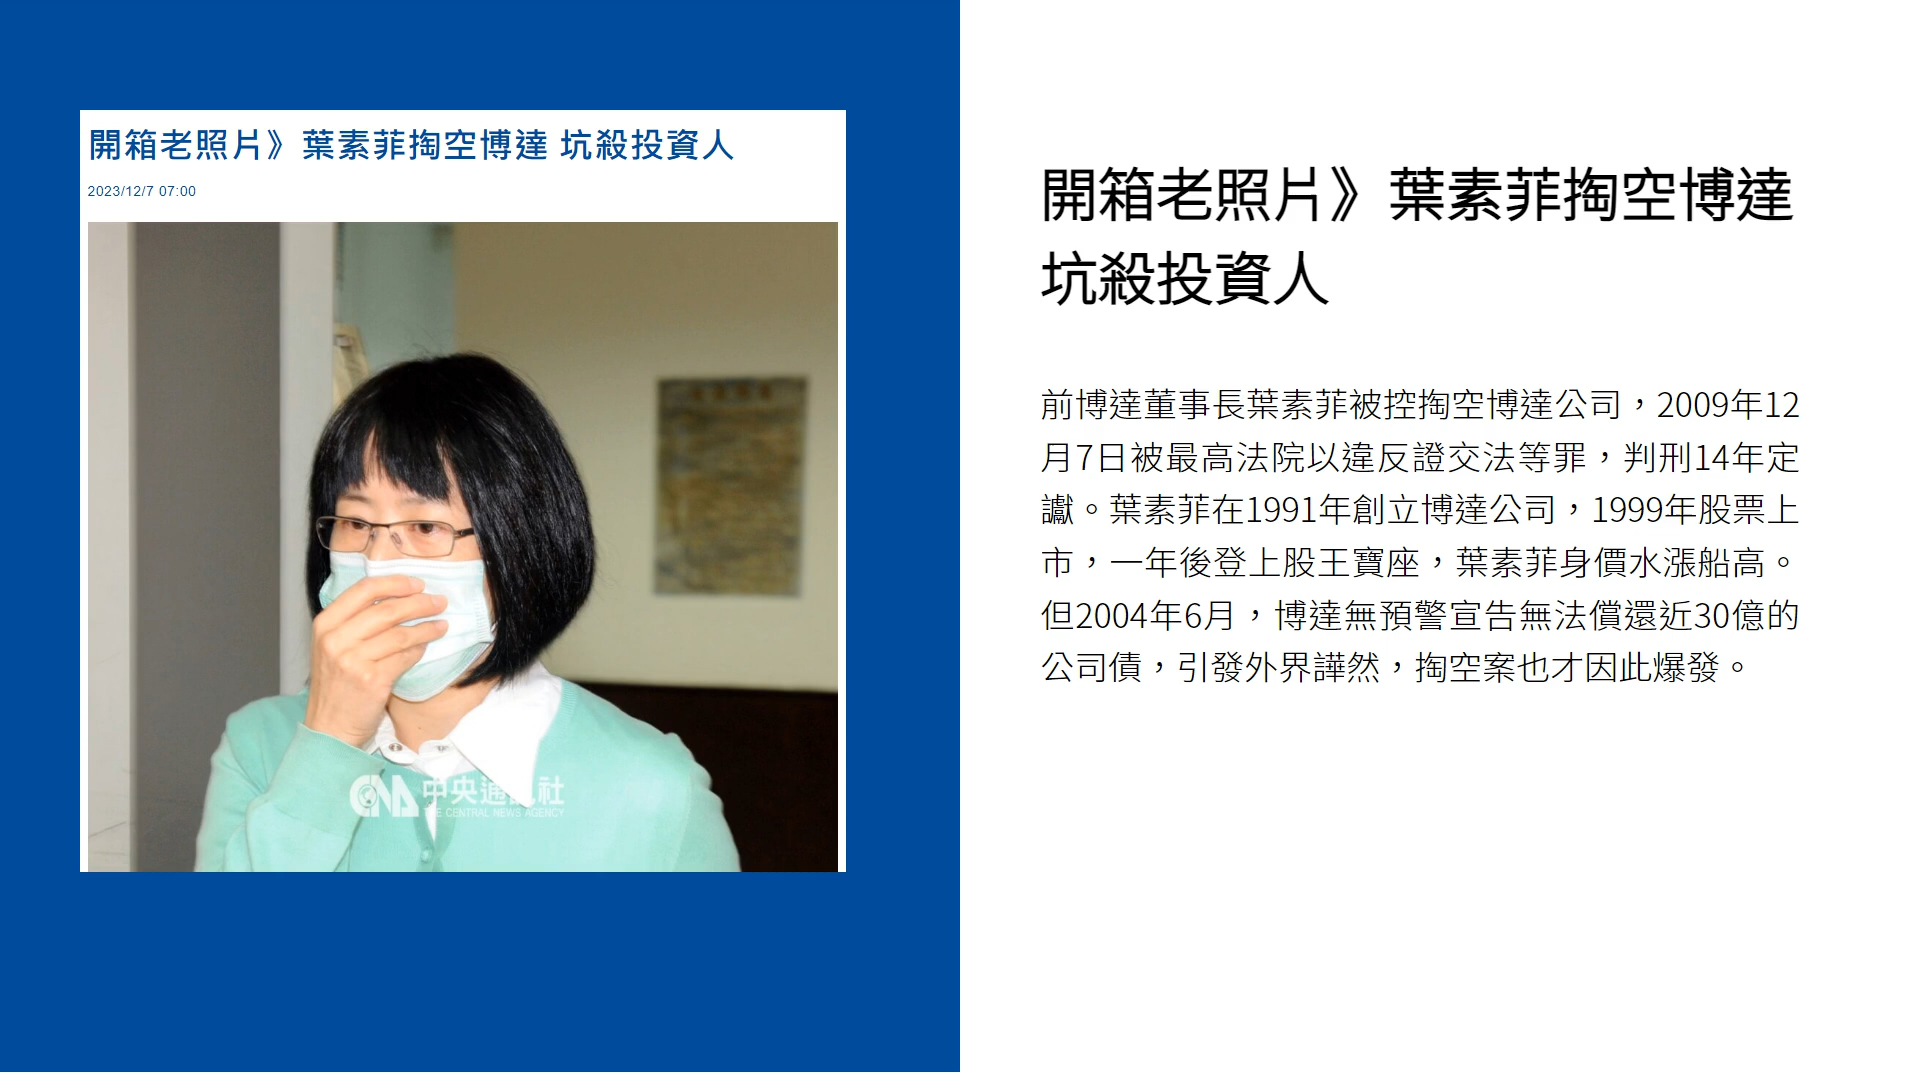 開箱老照片》葉素菲掏空博達 坑殺投資人
2023/12/7 07:00
CNA 中央通訊社
THE CENTRAL NEWS AGENCY
開箱老照片》葉素菲掏空博達
坑殺投資人
前博達董事長葉素菲被控掏空博達公司，2009年12
月7日被最高法院以違反證交法等罪，判刑14年定
讞。葉素菲在1991年創立博達公司，1999年股票上
市，一年後登上股王寶座，葉素菲身價水漲船高。
但2004年6月，博達無預警宣告無法償還近30億的
公司債，引發外界譁然，掏空案也才因此爆發。